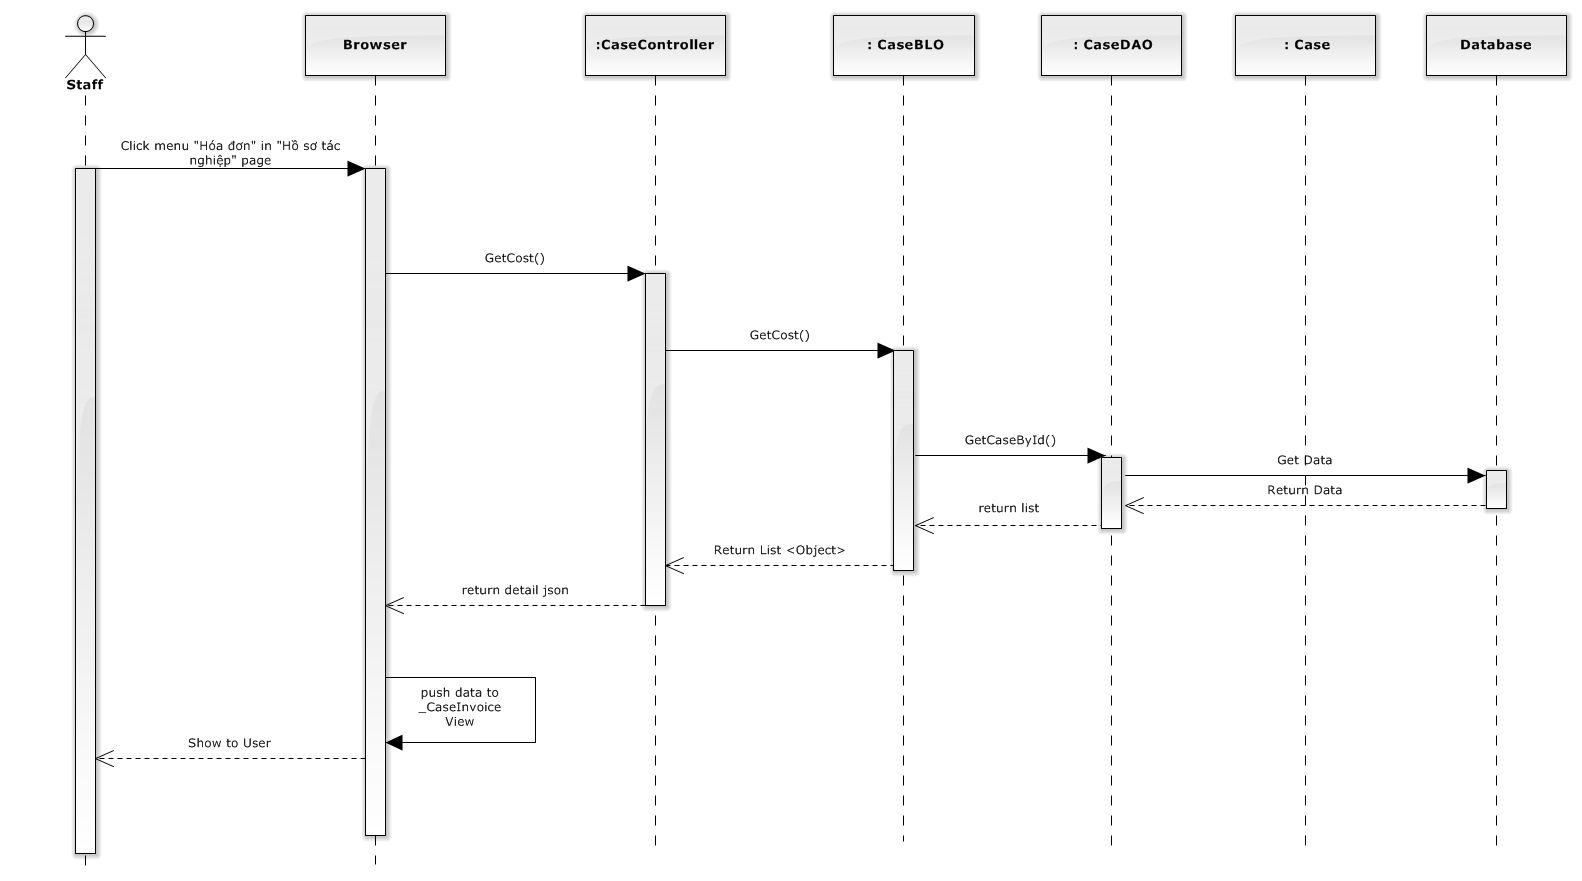 Staff
Browser
:CaseController
: CaseBLO
: CaseDAO
: Case
Database
Click menu "Hóa đơn" in "Hồ sơ tác
nghiệp" page
GetCost()
GetCost()
GetCaseById()
Get Data
Return Data
return list
Return List <Object>
return detail json
push data to
_CaseInvoice
View
Show to User